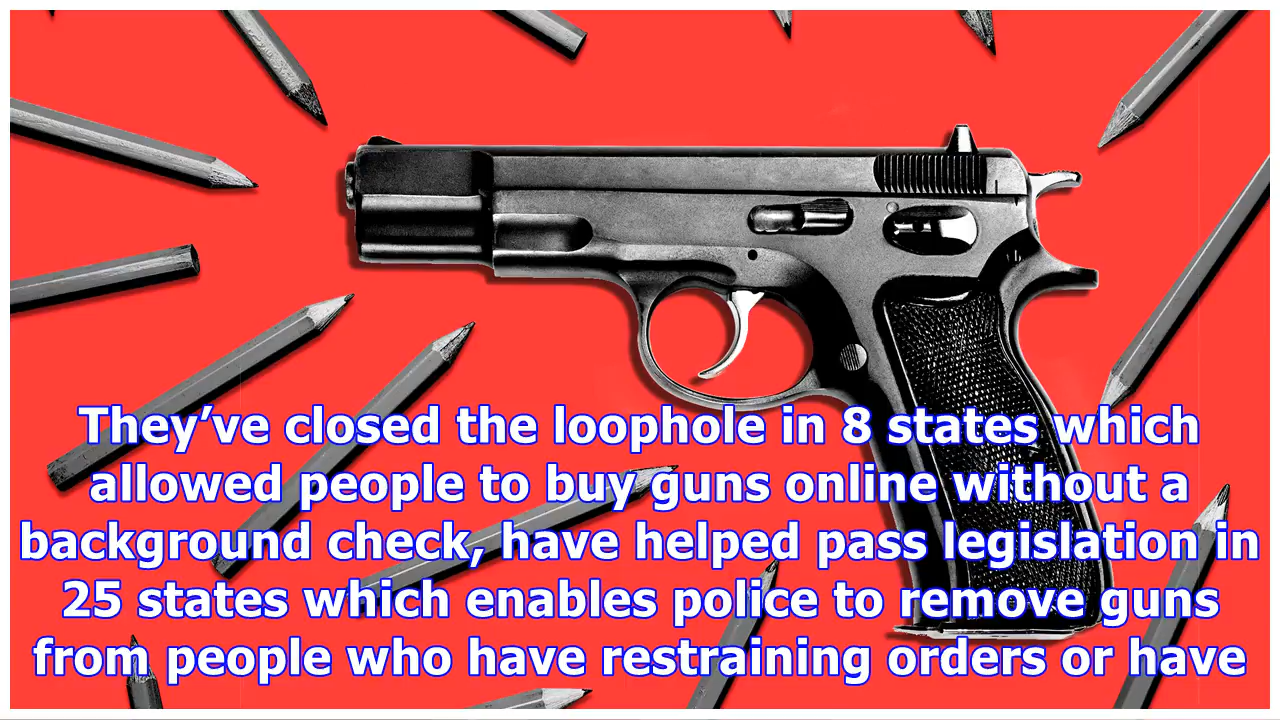 They’ve closed the loophole in 8 states which
allowed people to buy guns online without a
background check, have helped pass legislation in
25 states which enables police to remove guns
from people who have restraining orders or have